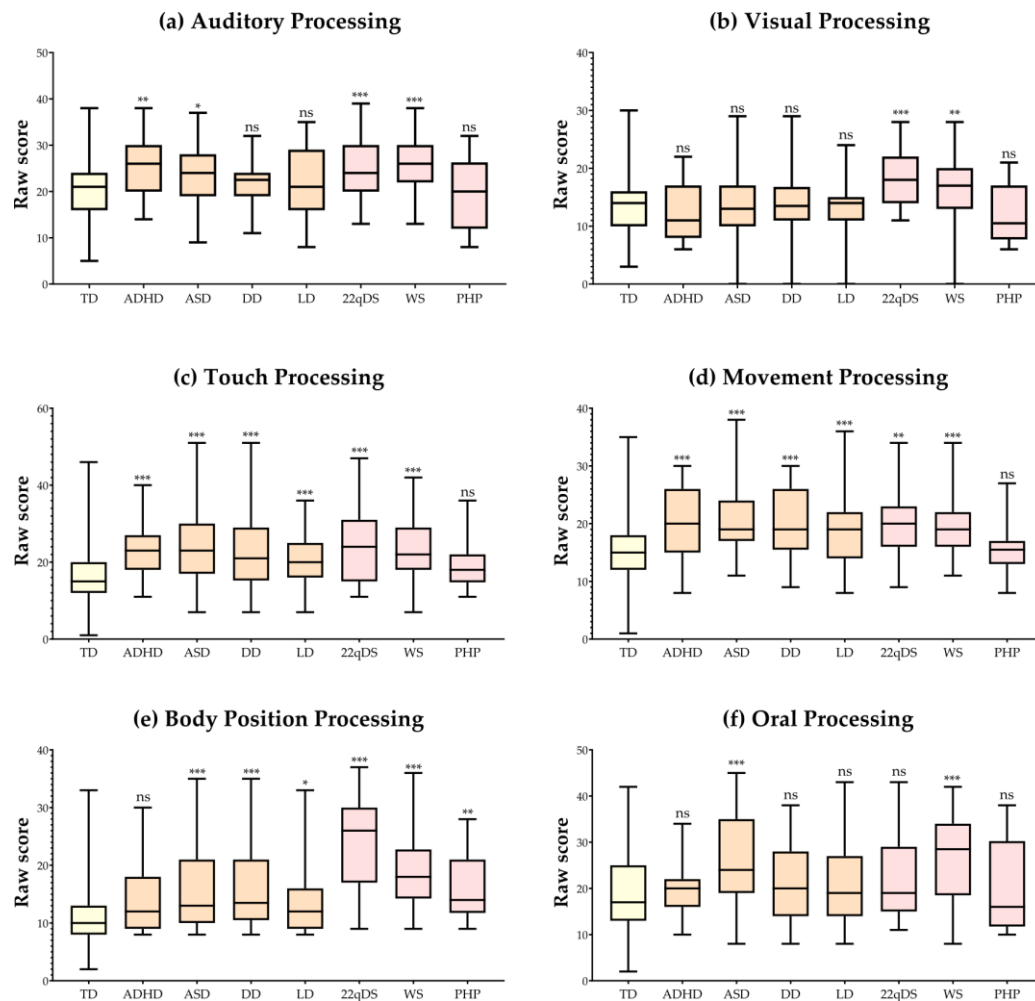 (a) Auditory Processing
Raw score
50
40
30
20
10
0
** * ns ns *** *** ns
TD ADHD ASD DD LD 22qDS WS PHP
(b) Visual Processing
Raw score
40
30
20
10
0
ns ns ns ns *** ** ns
TD ADHD ASD DD LD 22qDS WS PHP
(c) Touch Processing
Raw score
60
40
20
0
*** *** *** *** *** *** ns
TD ADHD ASD DD LD 22qDS WS PHP
(d) Movement Processing
Raw score
40
30
20
10
0
*** *** *** *** ** *** ns
TD ADHD ASD DD LD 22qDS WS PHP
(e) Body Position Processing
Raw score
40
30
20
10
0
ns *** *** * *** *** **
TD ADHD ASD DD LD 22qDS WS PHP
(f) Oral Processing
Raw score
50
40
30
20
10
0
ns *** ns ns ns *** ns
TD ADHD ASD DD LD 22qDS WS PHP